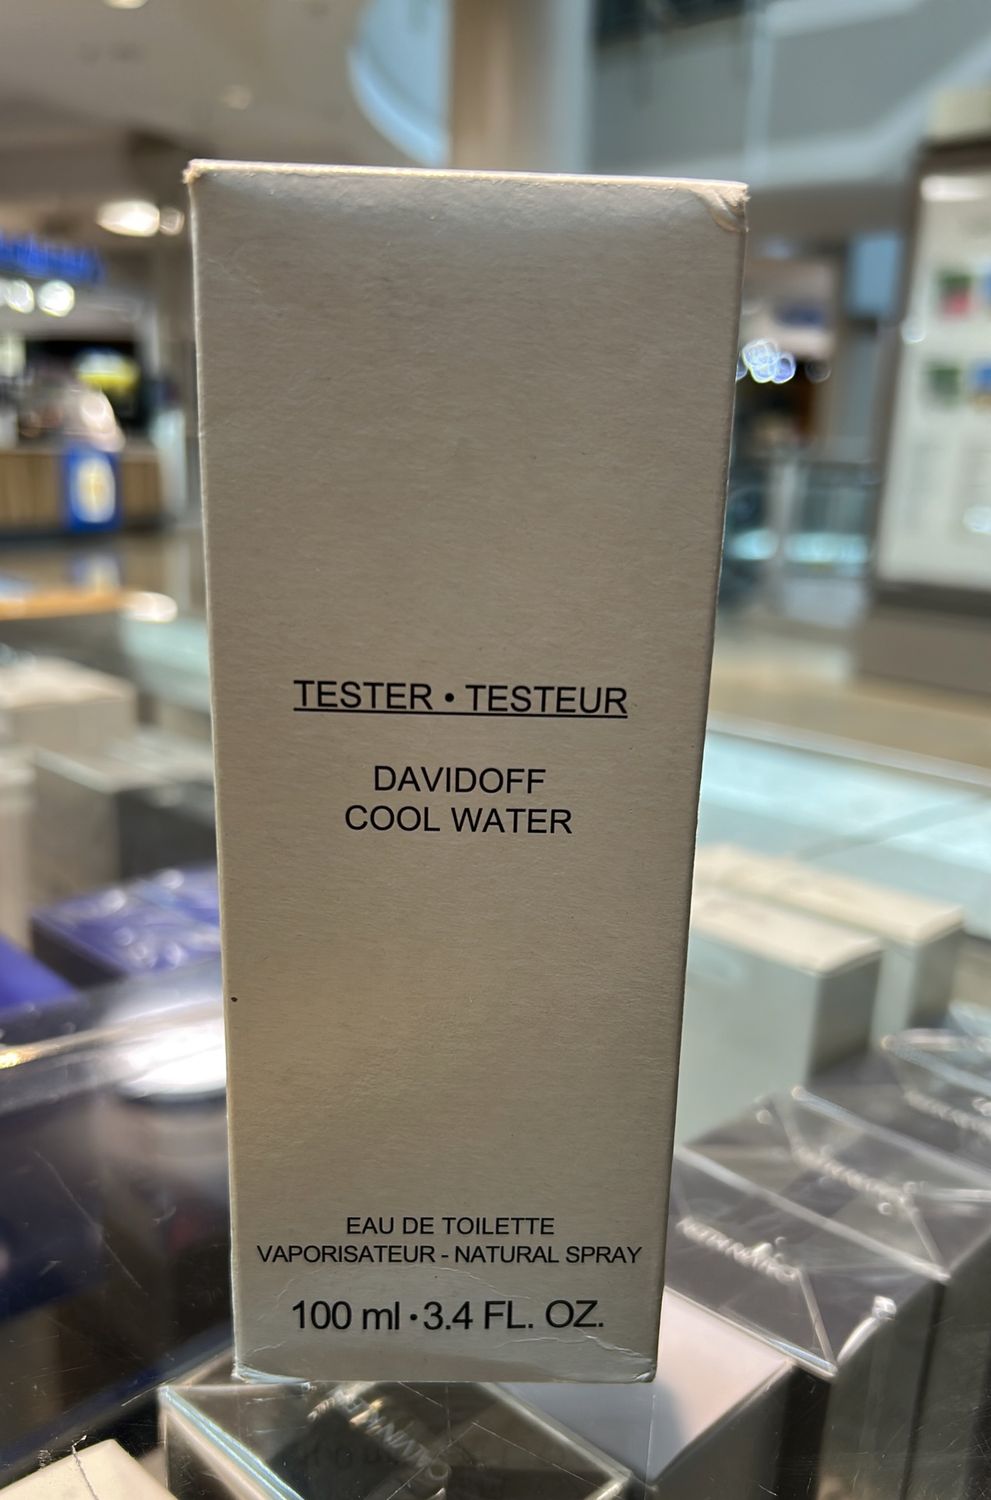 TESTER • TESTEUR
DAVIDOFF
COOL WATER
EAU DE TOILETTE
VAPORISATEUR - NATURAL SPRAY
100 ml • 3.4 FL. OZ.